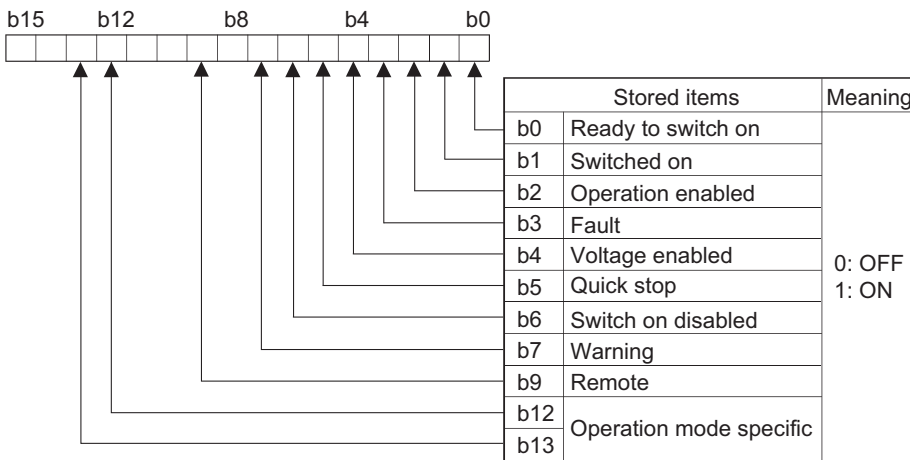 b15 b12 b8 b4 b0
Stored items Meaning
b0 Ready to switch on
b1 Switched on
b2 Operation enabled
b3 Fault
b4 Voltage enabled
b5 Quick stop
b6 Switch on disabled
b7 Warning
b9 Remote
b12
b13
Operation mode specific
0: OFF
1: ON